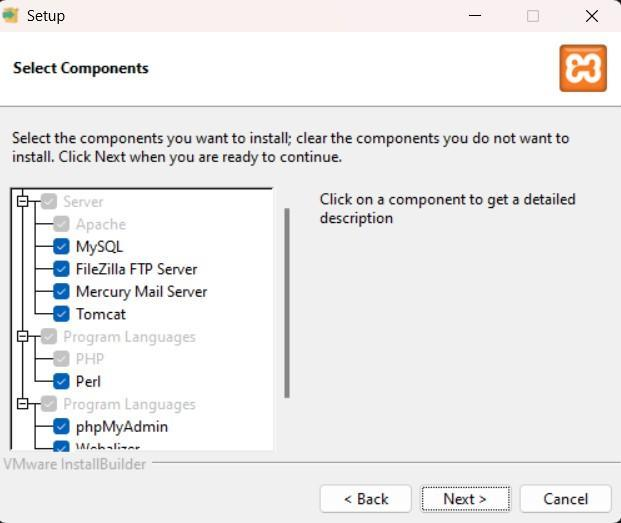 Setup
Select Components
Select the components you want to install; clear the components you do not want to
install. Click Next when you are ready to continue.
Server
Apache
MySQL
FileZilla FTP Server
Mercury Mail Server
Tomcat
Program Languages
PHP
Perl
Program Languages
phpMyAdmin
Webalizer
Click on a component to get a detailed
description
VMware InstallBuilder
< Back
Next >
Cancel